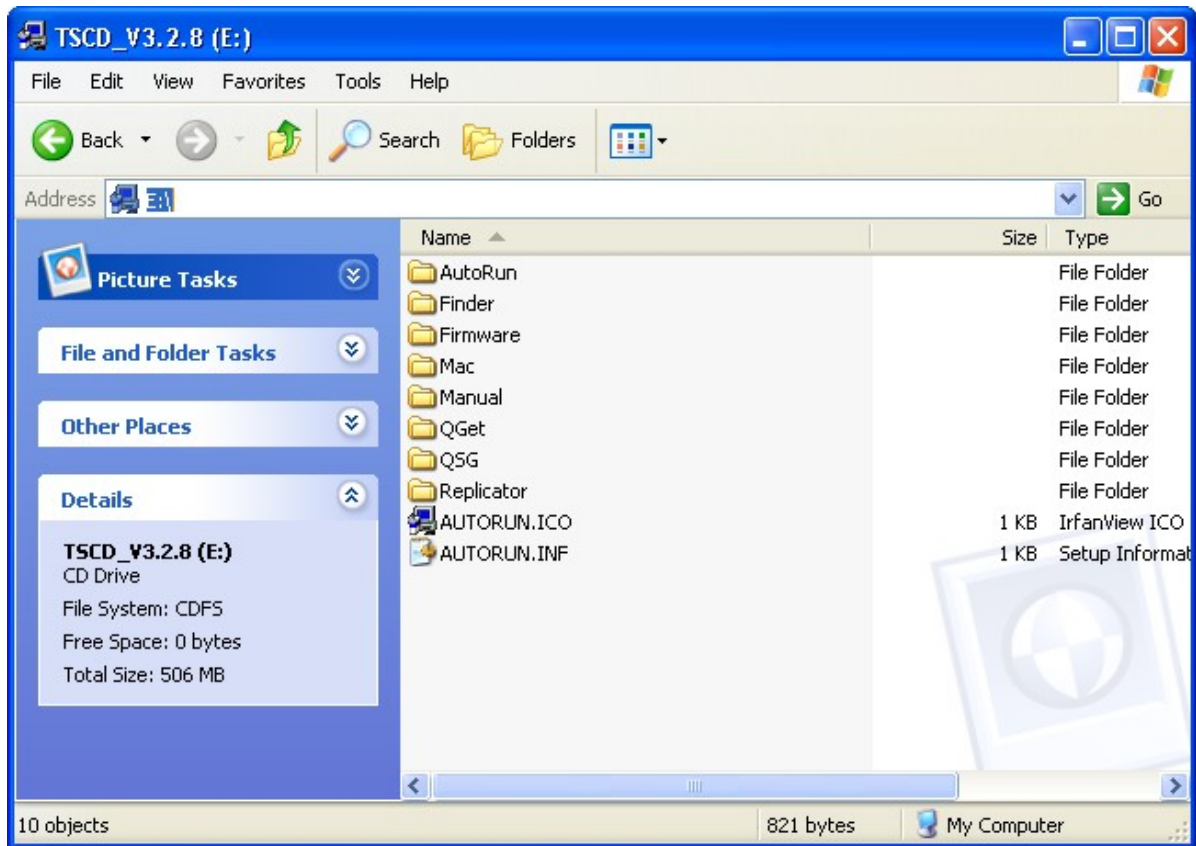 TSCD_V3.2.8 (E:)
File Edit View Favorites Tools Help
Back Search Folders
Address E:\ Go
Picture Tasks
File and Folder Tasks
Other Places
Details
TSCD_V3.2.8 (E:)
CD Drive
File System: CDFS
Free Space: 0 bytes
Total Size: 506 MB
Name Size Type
AutoRun File Folder
Finder File Folder
Firmware File Folder
Mac File Folder
Manual File Folder
QGet File Folder
QSG File Folder
Replicator File Folder
AUTORUN.ICO 1 KB IrfanView ICO
AUTORUN.INF 1 KB Setup Informat
10 objects 821 bytes My Computer